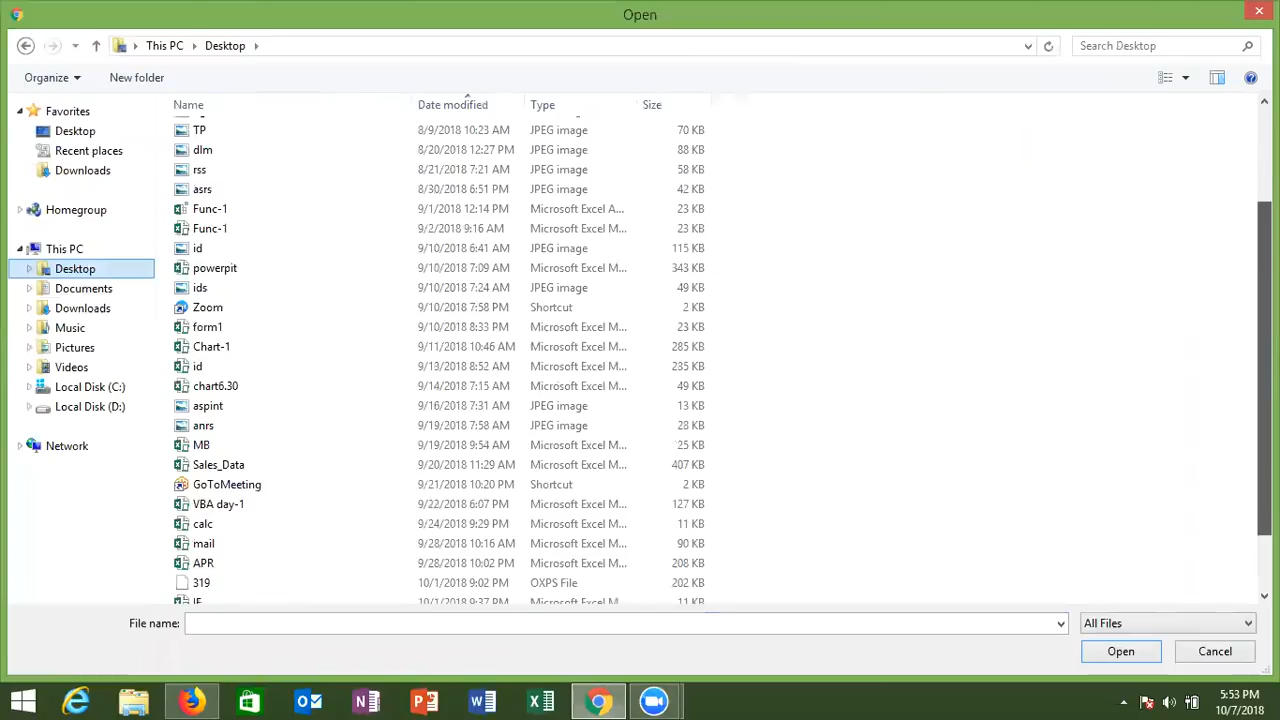 Open
This PC Desktop Search Desktop
Organize New folder
Name Date modified Type Size
Favorites
Desktop
Recent places
Downloads
Homegroup
This PC
Desktop
Documents
Downloads
Music
Pictures
Videos
Local Disk (C:)
Local Disk (D:)
Network
TP 8/9/2018 10:23 AM JPEG image 70 KB
dlm 8/20/2018 12:27 PM JPEG image 88 KB
rss 8/21/2018 7:21 AM JPEG image 58 KB
asrs 8/30/2018 6:51 PM JPEG image 42 KB
Func-1 9/1/2018 12:14 PM Microsoft Excel A... 23 KB
Func-1 9/2/2018 9:16 AM Microsoft Excel M... 23 KB
id 9/10/2018 6:41 AM JPEG image 115 KB
powerpit 9/10/2018 7:09 AM Microsoft Excel M... 343 KB
ids 9/10/2018 7:24 AM JPEG image 49 KB
Zoom 9/10/2018 7:58 PM Shortcut 2 KB
form1 9/10/2018 8:33 PM Microsoft Excel M... 23 KB
Chart-1 9/11/2018 10:46 AM Microsoft Excel M... 285 KB
id 9/13/2018 8:52 AM Microsoft Excel M... 235 KB
chart6.30 9/14/2018 7:15 AM Microsoft Excel M... 49 KB
aspint 9/16/2018 7:31 AM JPEG image 13 KB
anrs 9/19/2018 7:58 AM JPEG image 28 KB
MB 9/19/2018 9:54 AM Microsoft Excel M... 25 KB
Sales_Data 9/20/2018 11:29 AM Microsoft Excel M... 407 KB
GoToMeeting 9/21/2018 10:20 PM Shortcut 2 KB
VBA day-1 9/22/2018 6:07 PM Microsoft Excel M... 127 KB
calc 9/24/2018 9:29 PM Microsoft Excel M... 11 KB
mail 9/28/2018 10:16 AM Microsoft Excel M... 90 KB
APR 9/28/2018 10:02 PM Microsoft Excel M... 208 KB
319 10/1/2018 9:02 PM OXPS File 202 KB
10/1/2018 9:37 PM Microsoft Excel M... 11 KB
File name: All Files
Open Cancel
5:53 PM
10/7/2018